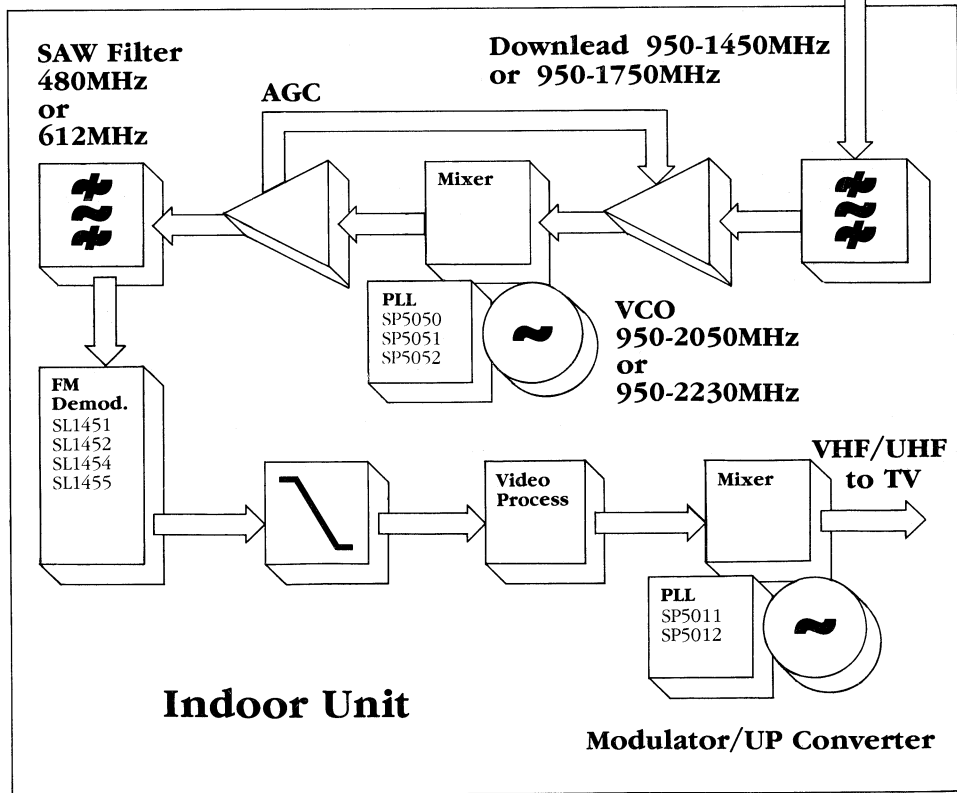 SAW Filter
480MHz
or
612MHz
AGC
Downlead 950-1450MHz
or 950-1750MHz
Mixer
PLL
SP5050
SP5051
SP5052
VCO
950-2050MHz
or
950-2230MHz
FM
Demod.
SL1451
SL1452
SL1454
SL1455
Video
Process
Mixer
VHF/UHF
to TV
PLL
SP5011
SP5012
Indoor Unit
Modulator/UP Converter